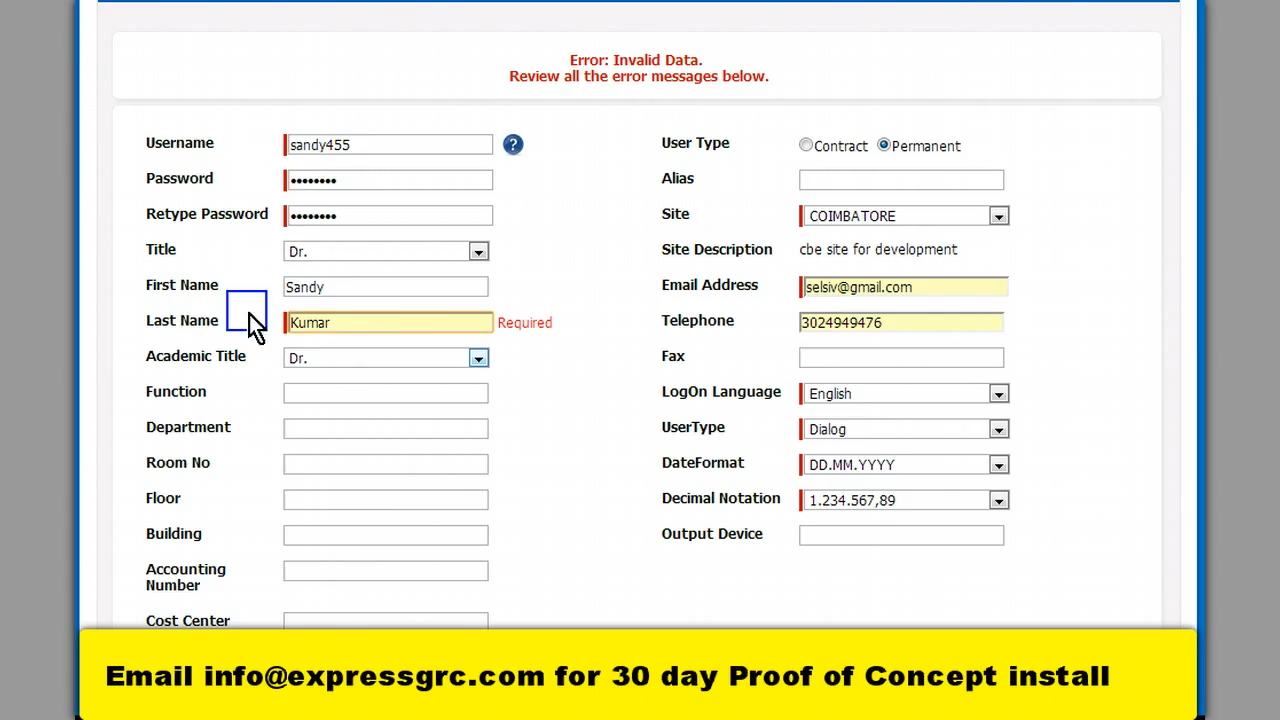 Error: Invalid Data.
Review all the error messages below.
Username sandy455 ?
Password ••••••••
Retype Password ••••••••
Title Dr.
First Name Sandy
Last Name Kumar Required
Academic Title Dr.
Function
Department
Room No
Floor
Building
Accounting
Number
Cost Center
User Type Contract Permanent
Alias
Site COIMBATORE
Site Description cbe site for development
Email Address selsiv@gmail.com
Telephone 3024949476
Fax
LogOn Language English
UserType Dialog
DateFormat DD.MM.YYYY
Decimal Notation 1.234.567,89
Output Device
Email info@expressgrc.com for 30 day Proof of Concept install